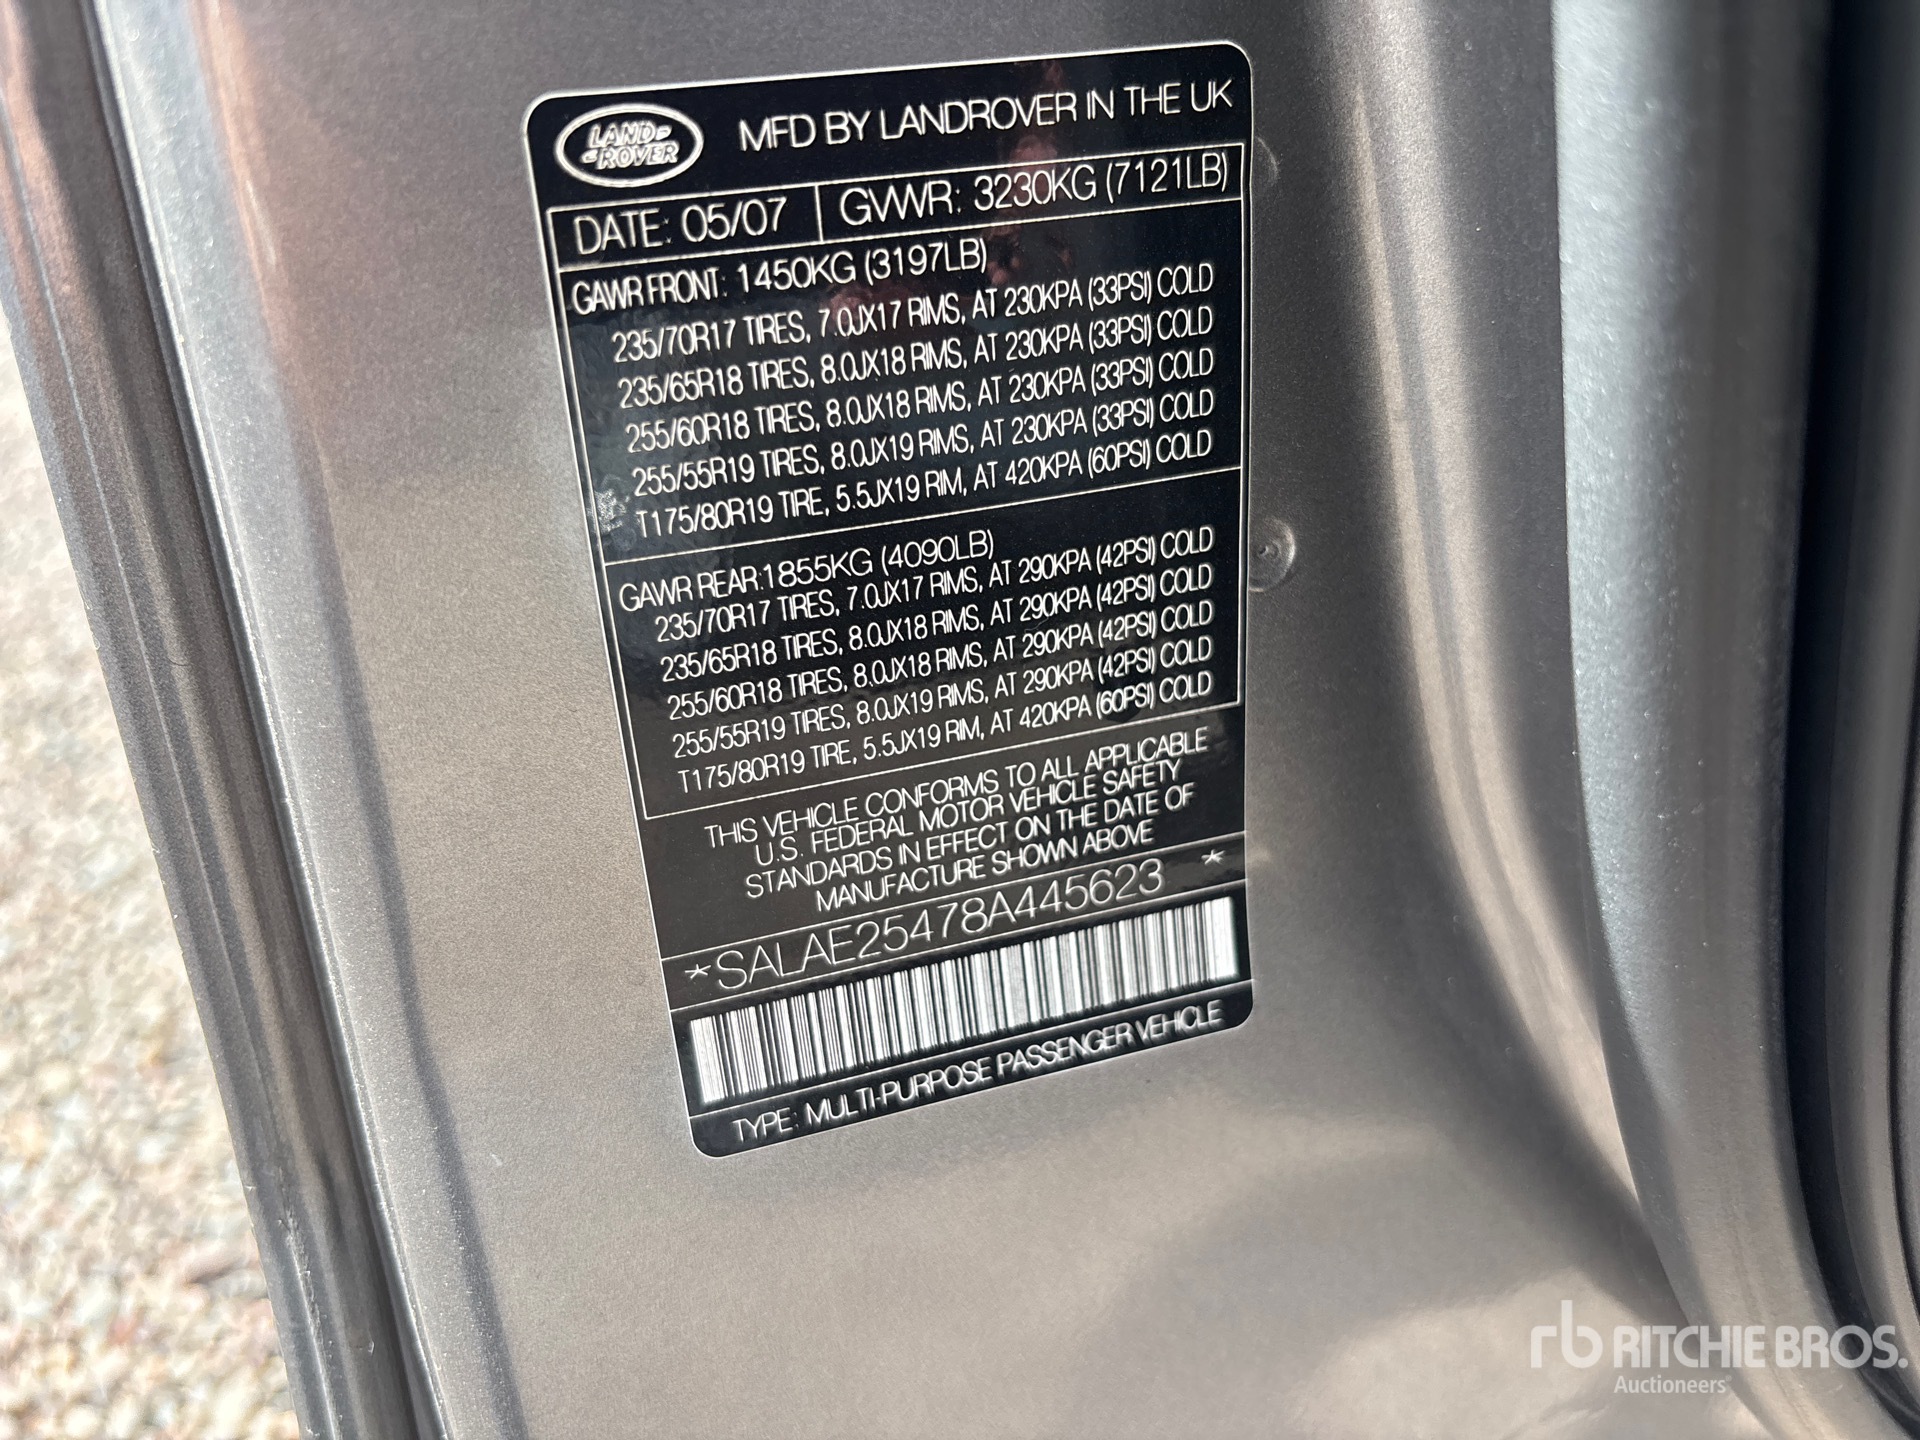 LAND-
-ROVER
MFD BY LANDROVER IN THE UK
DATE: 05/07
GVWR: 3230KG (7121LB)
GAWR FRONT: 1450KG (3197LB)
235/70R17 TIRES, 7.0JX17 RIMS, AT 230KPA (33PSI) COLD
235/65R18 TIRES, 8.0JX18 RIMS, AT 230KPA (33PSI) COLD
255/60R18 TIRES, 8.0JX18 RIMS, AT 230KPA (33PSI) COLD
255/55R19 TIRES, 8.0JX19 RIMS, AT 230KPA (33PSI) COLD
T175/80R19 TIRE, 5.5JX19 RIM, AT 420KPA (60PSI) COLD
GAWR REAR:1855KG (4090LB)
235/70R17 TIRES, 7.0JX17 RIMS, AT 290KPA (42PSI) COLD
235/65R18 TIRES, 8.0JX18 RIMS, AT 290KPA (42PSI) COLD
255/60R18 TIRES, 8.0JX18 RIMS, AT 290KPA (42PSI) COLD
255/55R19 TIRES, 8.0JX19 RIMS, AT 290KPA (42PSI) COLD
T175/80R19 TIRE, 5.5JX19 RIM, AT 420KPA (60PSI) COLD
THIS VEHICLE CONFORMS TO ALL APPLICABLE
U.S. FEDERAL MOTOR VEHICLE SAFETY
STANDARDS IN EFFECT ON THE DATE OF
MANUFACTURE SHOWN ABOVE
*SALAE25478A445623 *
TYPE: MULTI-PURPOSE PASSENGER VEHICLE
rb RITCHIE BROS.
Auctioneers